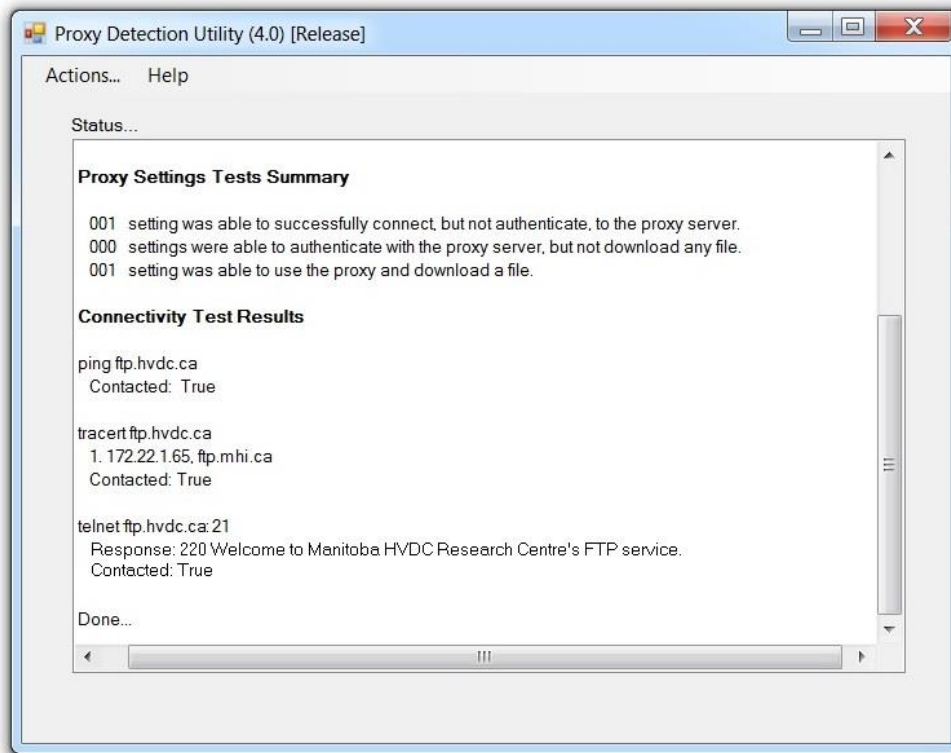 Proxy Detection Utility (4.0) [Release]
Actions... Help
Status...
Proxy Settings Tests Summary
001 setting was able to successfully connect, but not authenticate, to the proxy server.
000 settings were able to authenticate with the proxy server, but not download any file.
001 setting was able to use the proxy and download a file.
Connectivity Test Results
ping ftp.hvdc.ca
Contacted: True
tracert ftp.hvdc.ca
1. 172.22.1.65, ftp.mhi.ca
Contacted: True
telnet ftp.hvdc.ca: 21
Response: 220 Welcome to Manitoba HVDC Research Centre's FTP service.
Contacted: True
Done...